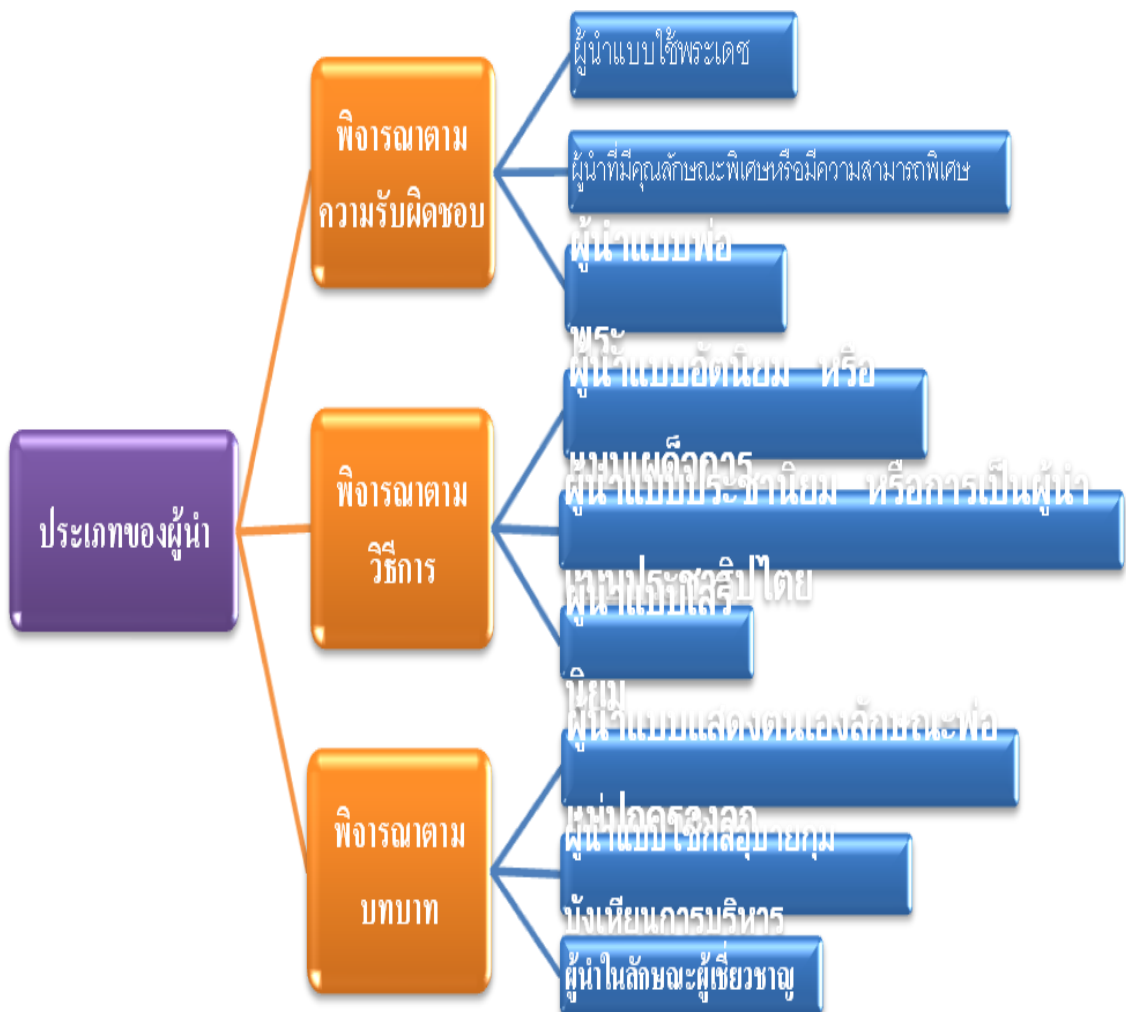 ประเภทของผู้นำ
พิจารณาตาม
ความรับผิดชอบ
ผู้นำแบบใช้พระเดช
ผู้นำที่มีคุณลักษณะพิเศษหรือมีความสามารถพิเศษ
ผู้นำแบบพ่อ
พระ
พิจารณาตาม
วิธีการ
ผู้นำแบบอัตนิยม หรือ
แบบเผด็จการ
ผู้นำแบบประชานิยม หรือการเป็นผู้นำ
แบบประชาธิปไตย
ผู้นำแบบเสรี
นิยม
พิจารณาตาม
บทบาท
ผู้นำแบบแสดงตนเองลักษณะพ่อ
แม่ปกครองลูก
ผู้นำแบบใช้กลอุบายกุม
บังเหียนการบริหาร
ผู้นำในลักษณะผู้เชี่ยวชาญ